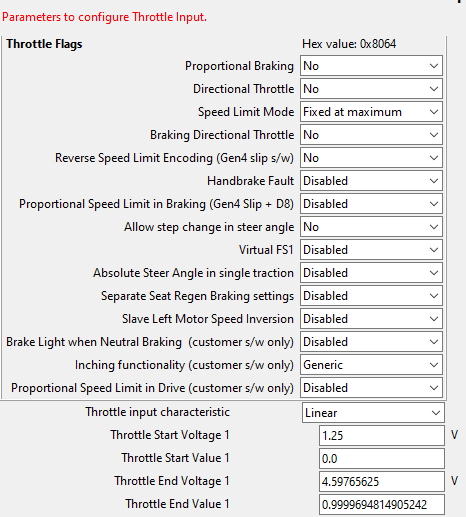 Parameters to configure Throttle Input.
Throttle Flags Hex value: 0x8064
Proportional Braking No
Directional Throttle No
Speed Limit Mode Fixed at maximum
Braking Directional Throttle No
Reverse Speed Limit Encoding (Gen4 slip s/w) No
Handbrake Fault Disabled
Proportional Speed Limit in Braking (Gen4 Slip + D8) Disabled
Allow step change in steer angle No
Virtual FS1 Disabled
Absolute Steer Angle in single traction Disabled
Separate Seat Regen Braking settings Disabled
Slave Left Motor Speed Inversion Disabled
Brake Light when Neutral Braking (customer s/w only) Disabled
Inching functionality (customer s/w only) Generic
Proportional Speed Limit in Drive (customer s/w only) Disabled
Throttle input characteristic Linear
Throttle Start Voltage 1 1.25 V
Throttle Start Value 1 0.0
Throttle End Voltage 1 4.59765625 V
Throttle End Value 1 0.9999694814905242